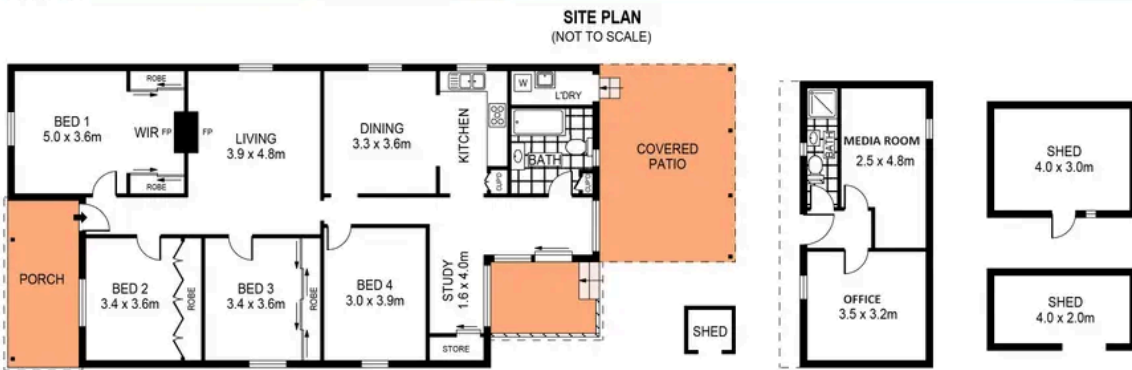 SITE PLAN
(NOT TO SCALE)
ROBE
BED 1
5.0 x 3.6m
WIR
FP
FP
ROBE
LIVING
3.9 x 4.8m
DINING
3.3 x 3.6m
KITCHEN
W
L'DRY
BATH
CUP'D
CUP'D
COVERED
PATIO
PORCH
BED 2
3.4 x 3.6m
ROBE
BED 3
3.4 x 3.6m
ROBE
BED 4
3.0 x 3.9m
STUDY
1.6 x 4.0m
STORE
SHED
BATH
MEDIA ROOM
2.5 x 4.8m
OFFICE
3.5 x 3.2m
SHED
4.0 x 3.0m
SHED
4.0 x 2.0m